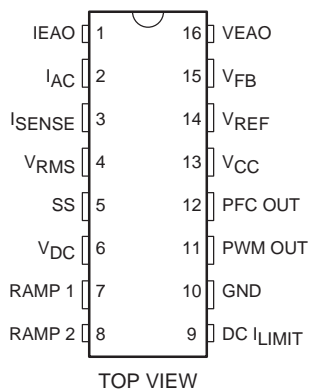 IEAO 1 16 VEAO
IAC 2 15 VFB
ISENSE 3 14 VREF
VRMS 4 13 VCC
SS 5 12 PFC OUT
VDC 6 11 PWM OUT
RAMP 1 7 10 GND
RAMP 2 8 9 DC ILIMIT
TOP VIEW